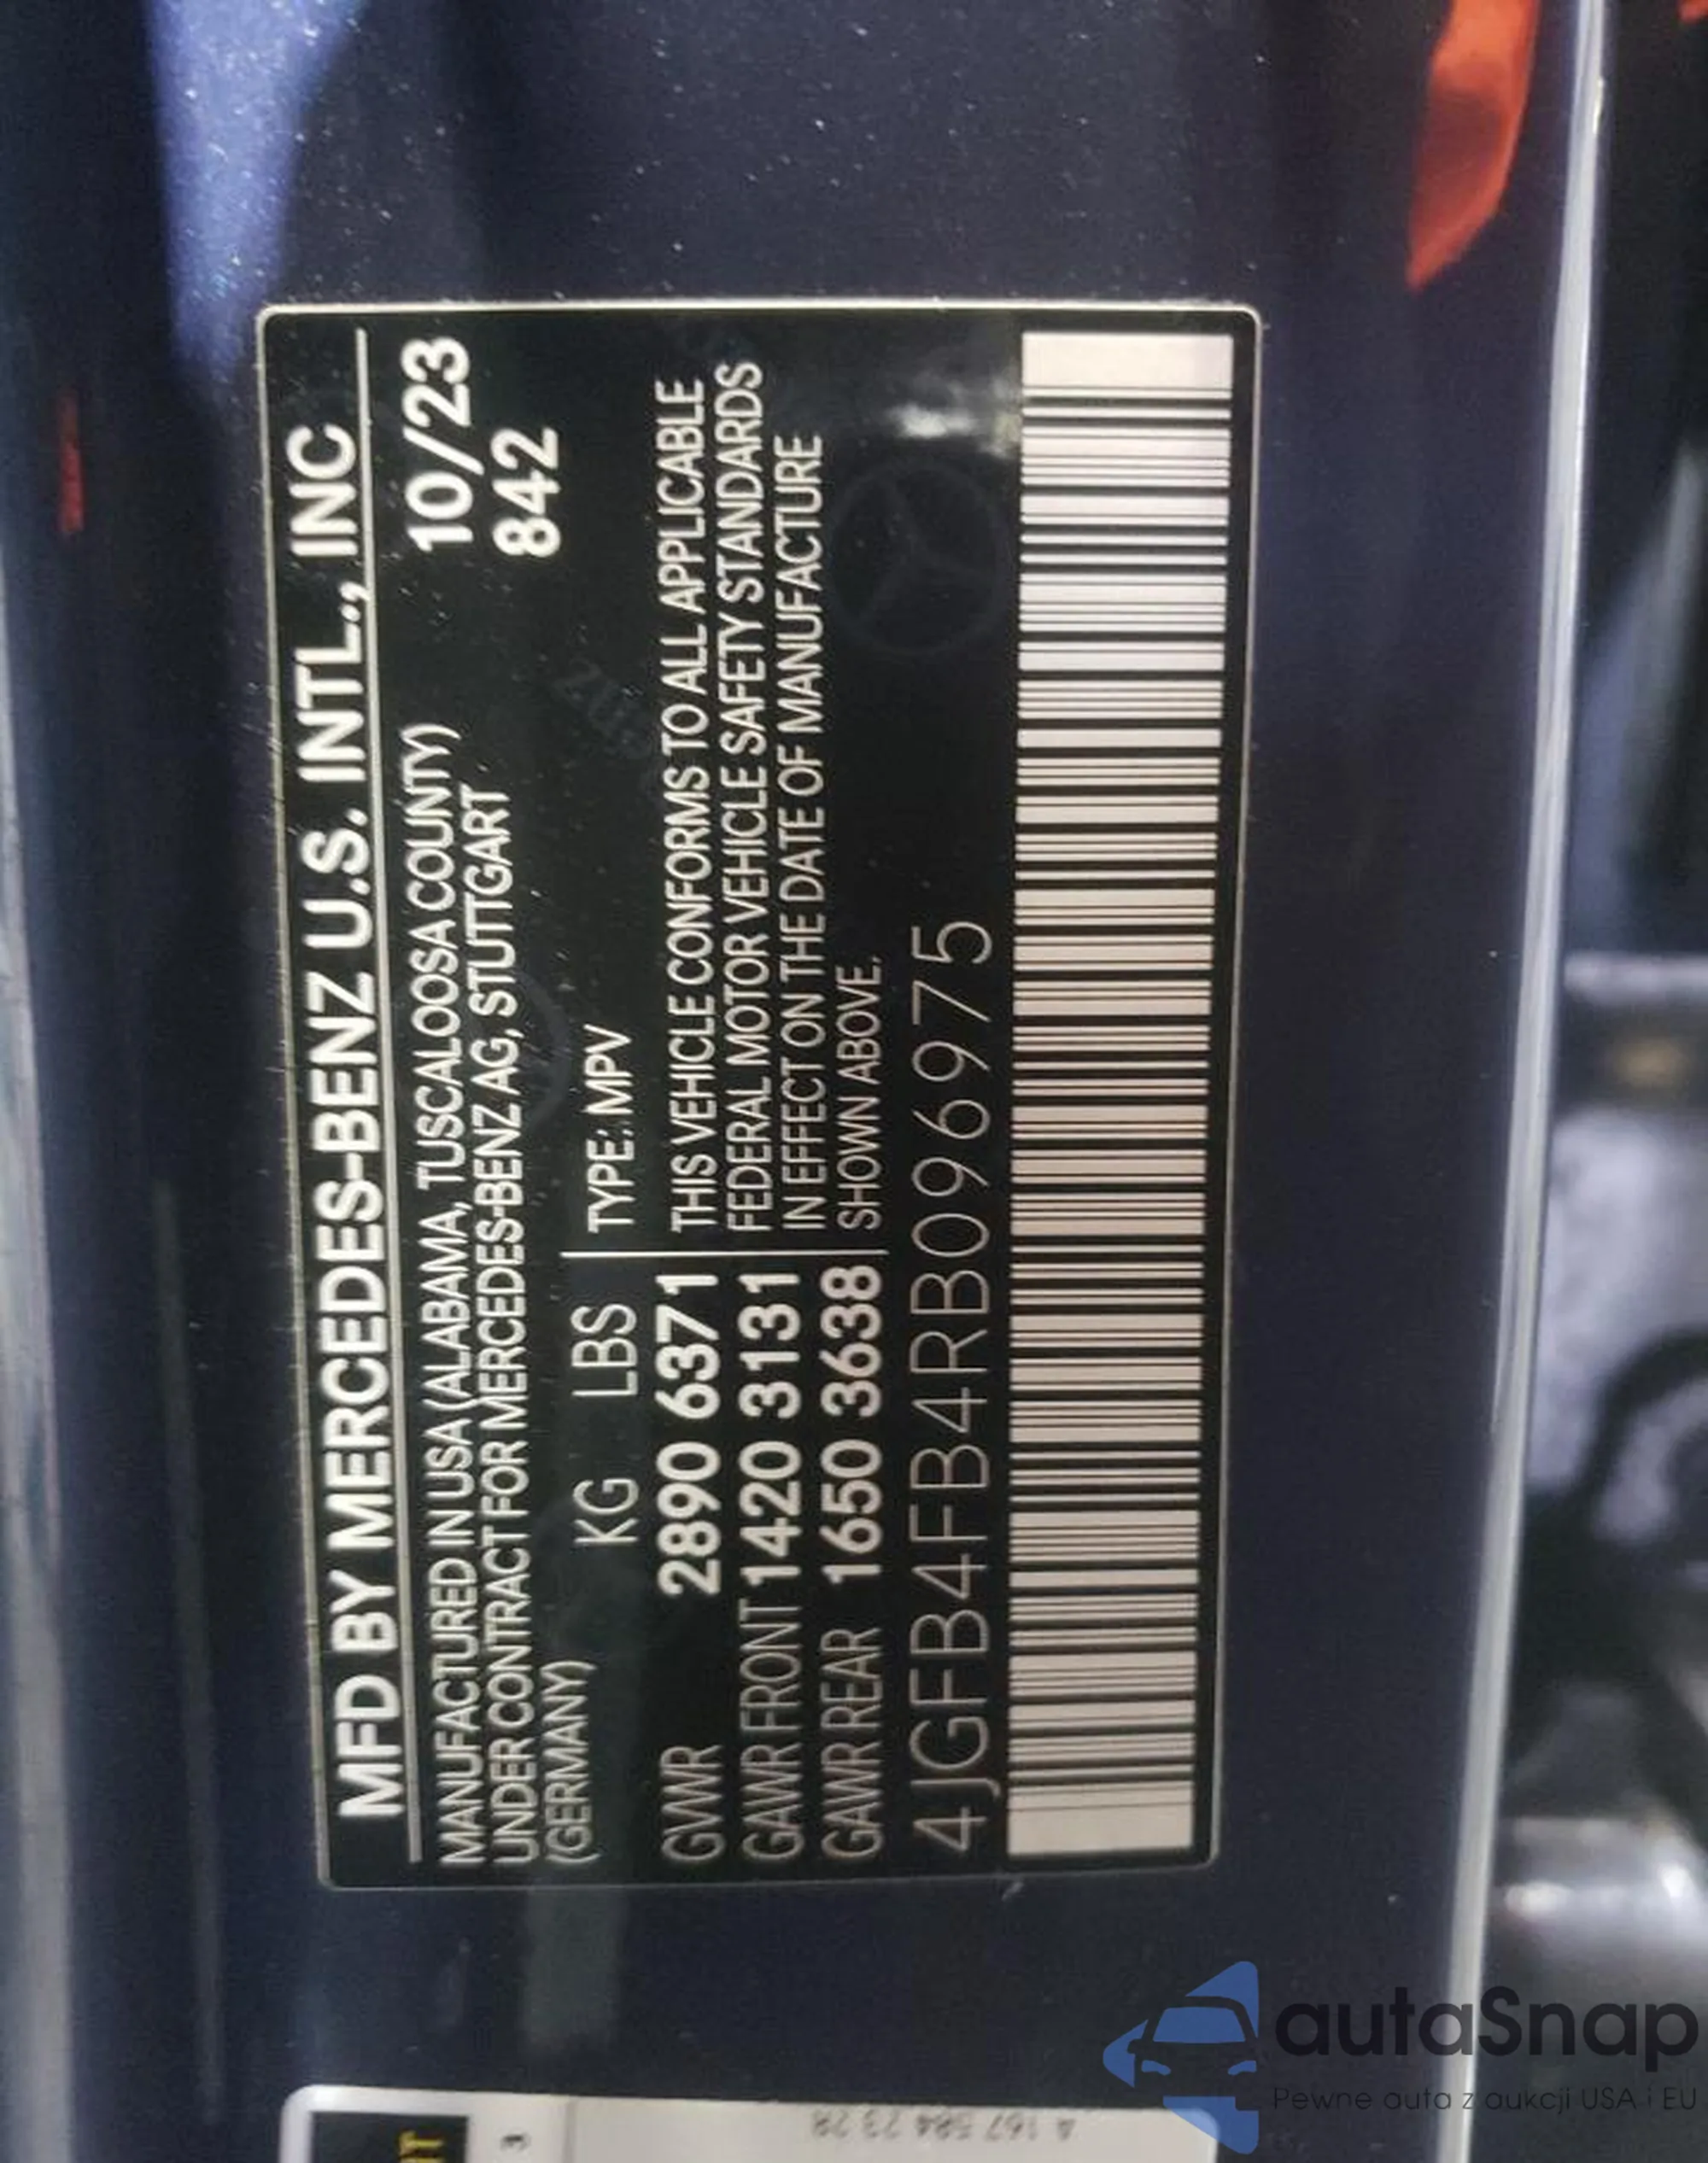 MFD BY MERCEDES-BENZ U.S. INTL., INC
MANUFACTURED IN USA (ALABAMA, TUSCALOOSA COUNTY) 10/23
UNDER CONTRACT FOR MERCEDES-BENZ AG, STUTTGART 842
(GERMANY)
KG LBS TYPE: MPV
GVWR 2890 6371 THIS VEHICLE CONFORMS TO ALL APPLICABLE
FEDERAL MOTOR VEHICLE SAFETY STANDARDS
GAWR FRONT 1420 3131 IN EFFECT ON THE DATE OF MANUFACTURE
GAWR REAR 1650 3638 SHOWN ABOVE.
4JGFB4FB4RB096975
A 167 584 23 28
3
autaSnap
Pewne auta z aukcji USA i EU